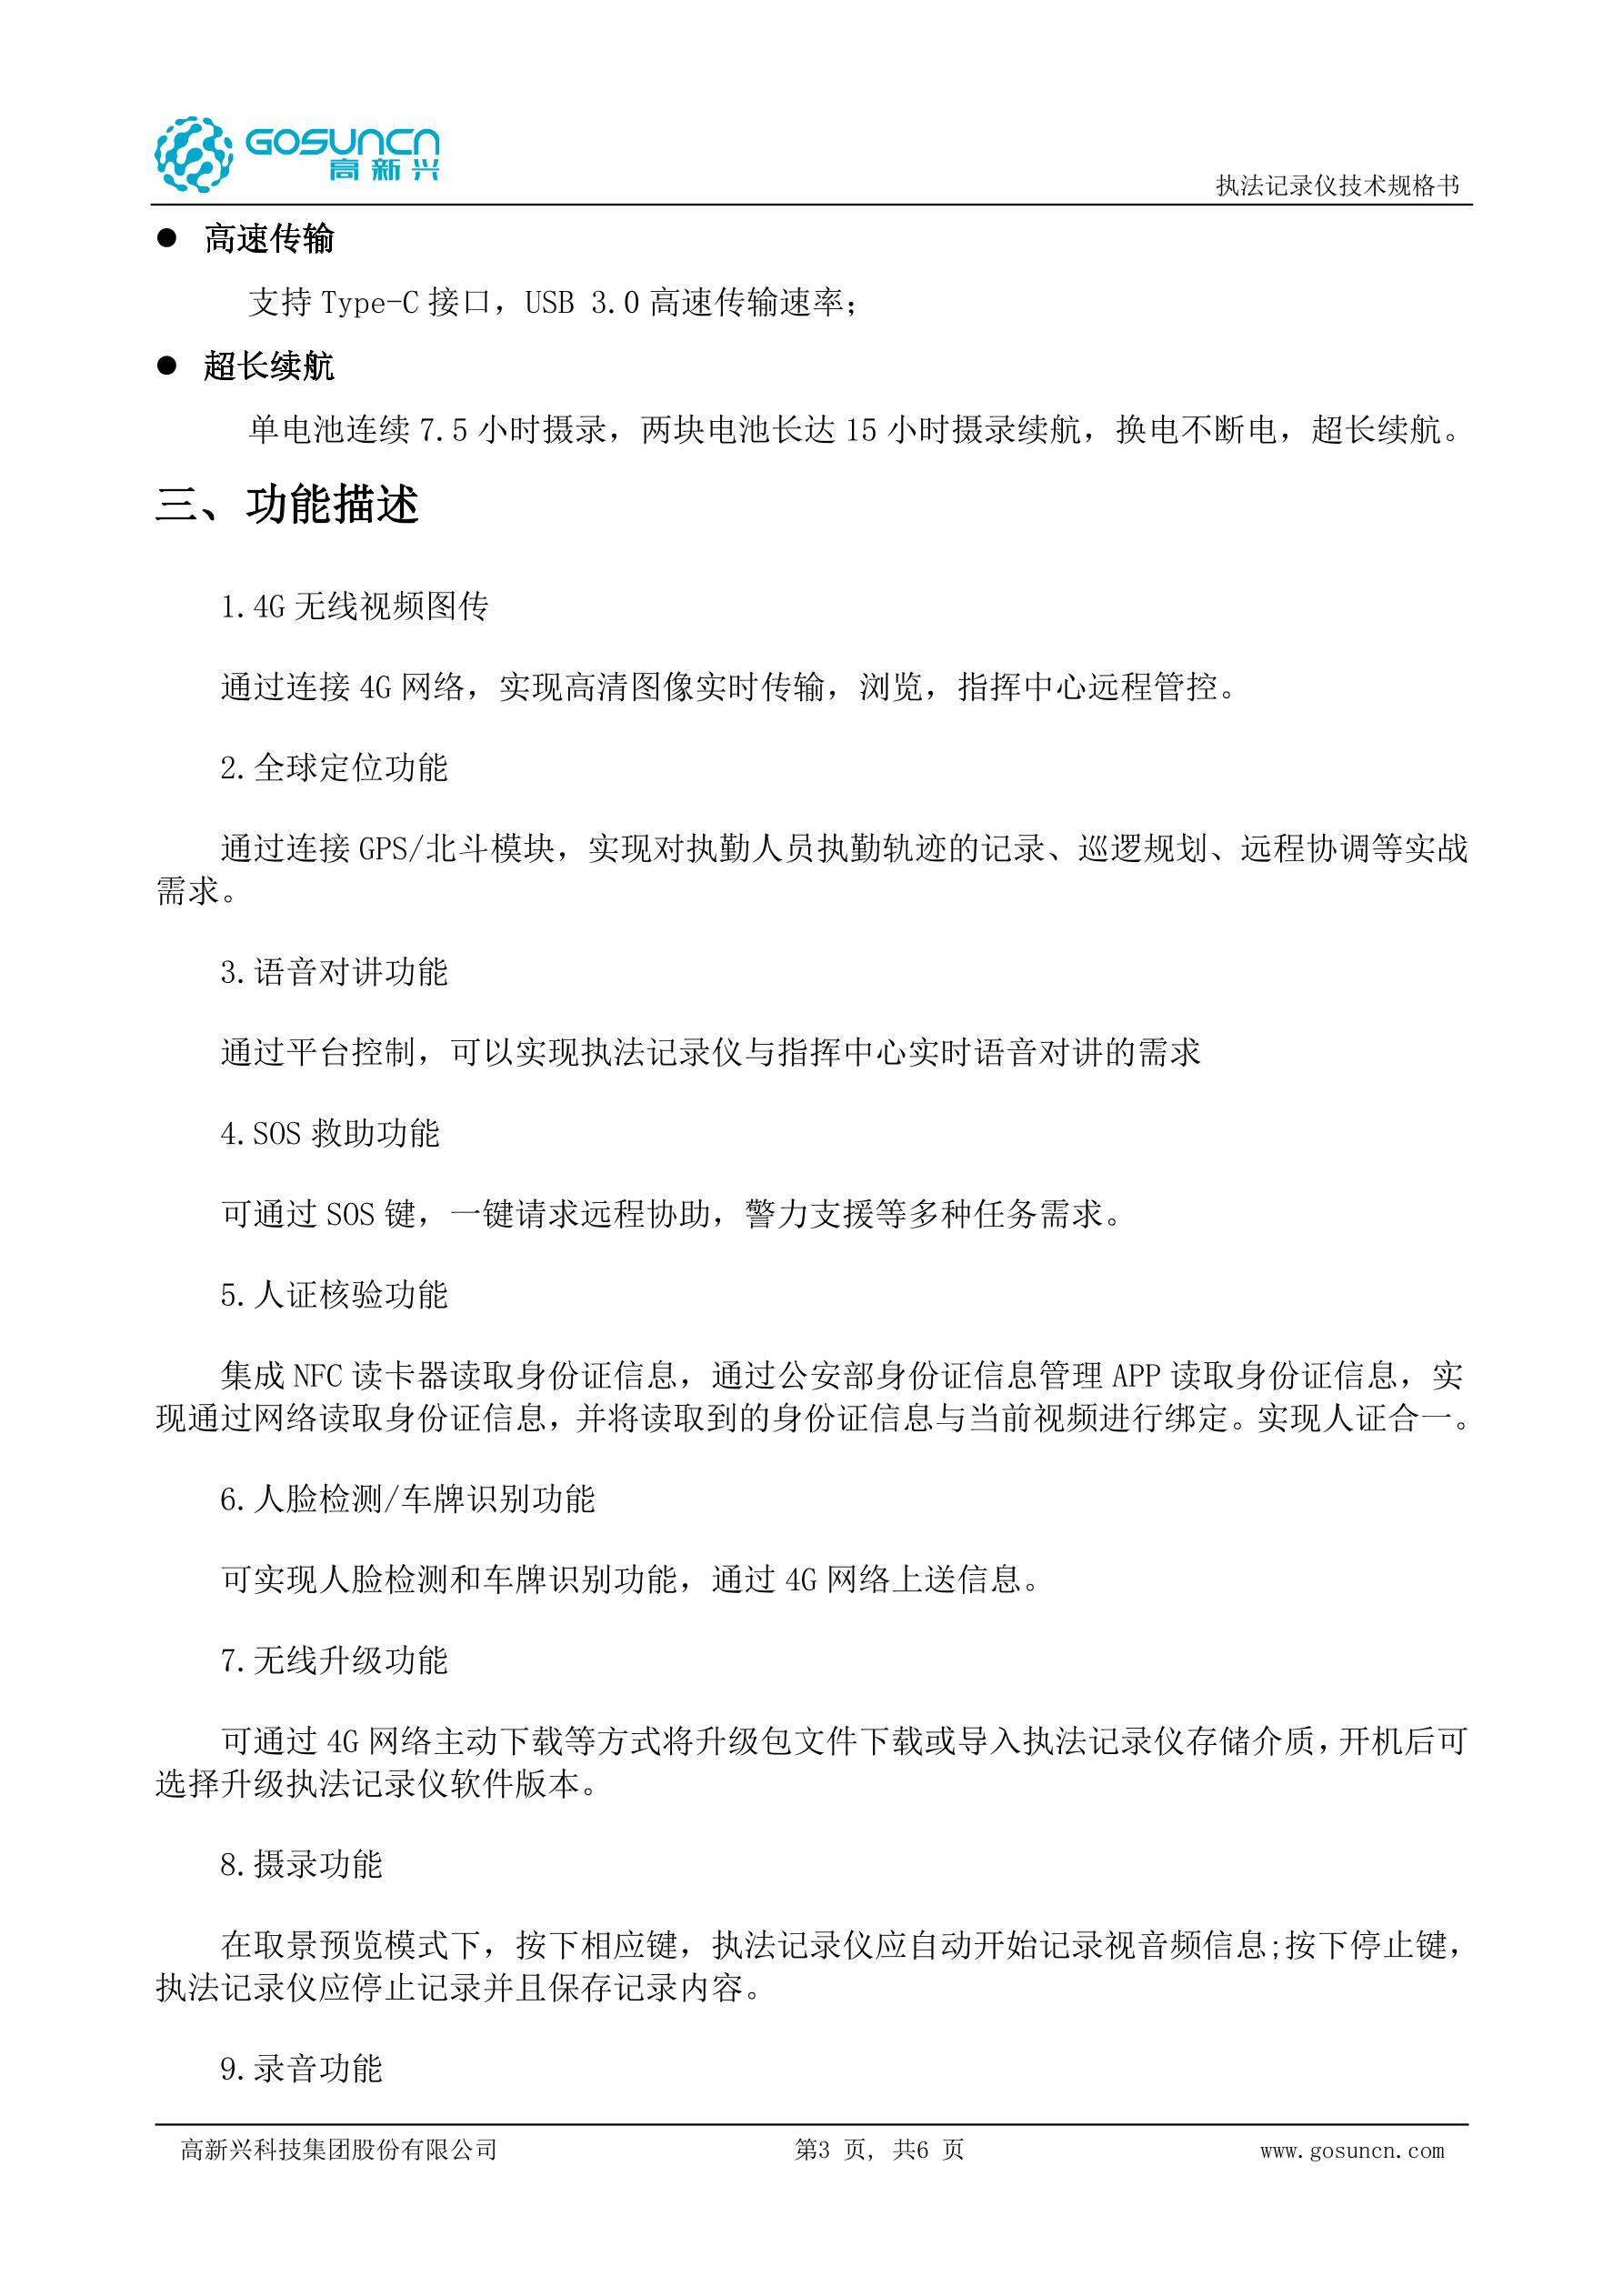 GOSUNCN
高新兴
执法记录仪技术规格书
● 高速传输
支持 Type-C 接口，USB 3.0 高速传输速率；
● 超长续航
单电池连续 7.5 小时摄录，两块电池长达 15 小时摄录续航，换电不断电，超长续航。
三、功能描述
1.4G 无线视频图传
通过连接 4G 网络，实现高清图像实时传输，浏览，指挥中心远程管控。
2.全球定位功能
通过连接 GPS/北斗模块，实现对执勤人员执勤轨迹的记录、巡逻规划、远程协调等实战
需求。
3.语音对讲功能
通过平台控制，可以实现执法记录仪与指挥中心实时语音对讲的需求
4.SOS 救助功能
可通过 SOS 键，一键请求远程协助，警力支援等多种任务需求。
5.人证核验功能
集成 NFC 读卡器读取身份证信息，通过公安部身份证信息管理 APP 读取身份证信息，实
现通过网络读取身份证信息，并将读取到的身份证信息与当前视频进行绑定。实现人证合一。
6.人脸检测/车牌识别功能
可实现人脸检测和车牌识别功能，通过 4G 网络上送信息。
7.无线升级功能
可通过 4G 网络主动下载等方式将升级包文件下载或导入执法记录仪存储介质，开机后可
选择升级执法记录仪软件版本。
8.摄录功能
在取景预览模式下，按下相应键，执法记录仪应自动开始记录视音频信息;按下停止键，
执法记录仪应停止记录并且保存记录内容。
9.录音功能
高新兴科技集团股份有限公司 第3 页, 共6 页 www.gosuncn.com